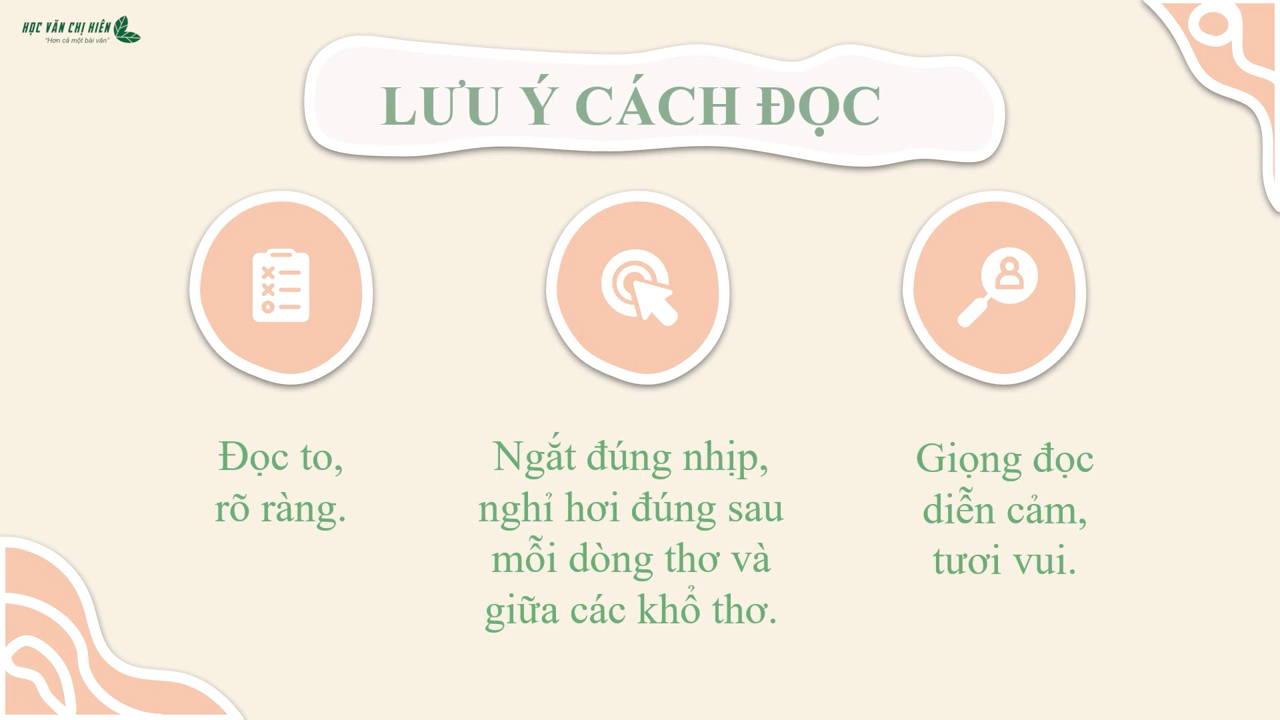 HỌC VĂN CHỊ HIÊN
"Hơn cả một bài văn"
LƯU Ý CÁCH ĐỌC
Đọc to,
rõ ràng.
Ngắt đúng nhịp,
nghỉ hơi đúng sau
mỗi dòng thơ và
giữa các khổ thơ.
Giọng đọc
diễn cảm,
tươi vui.